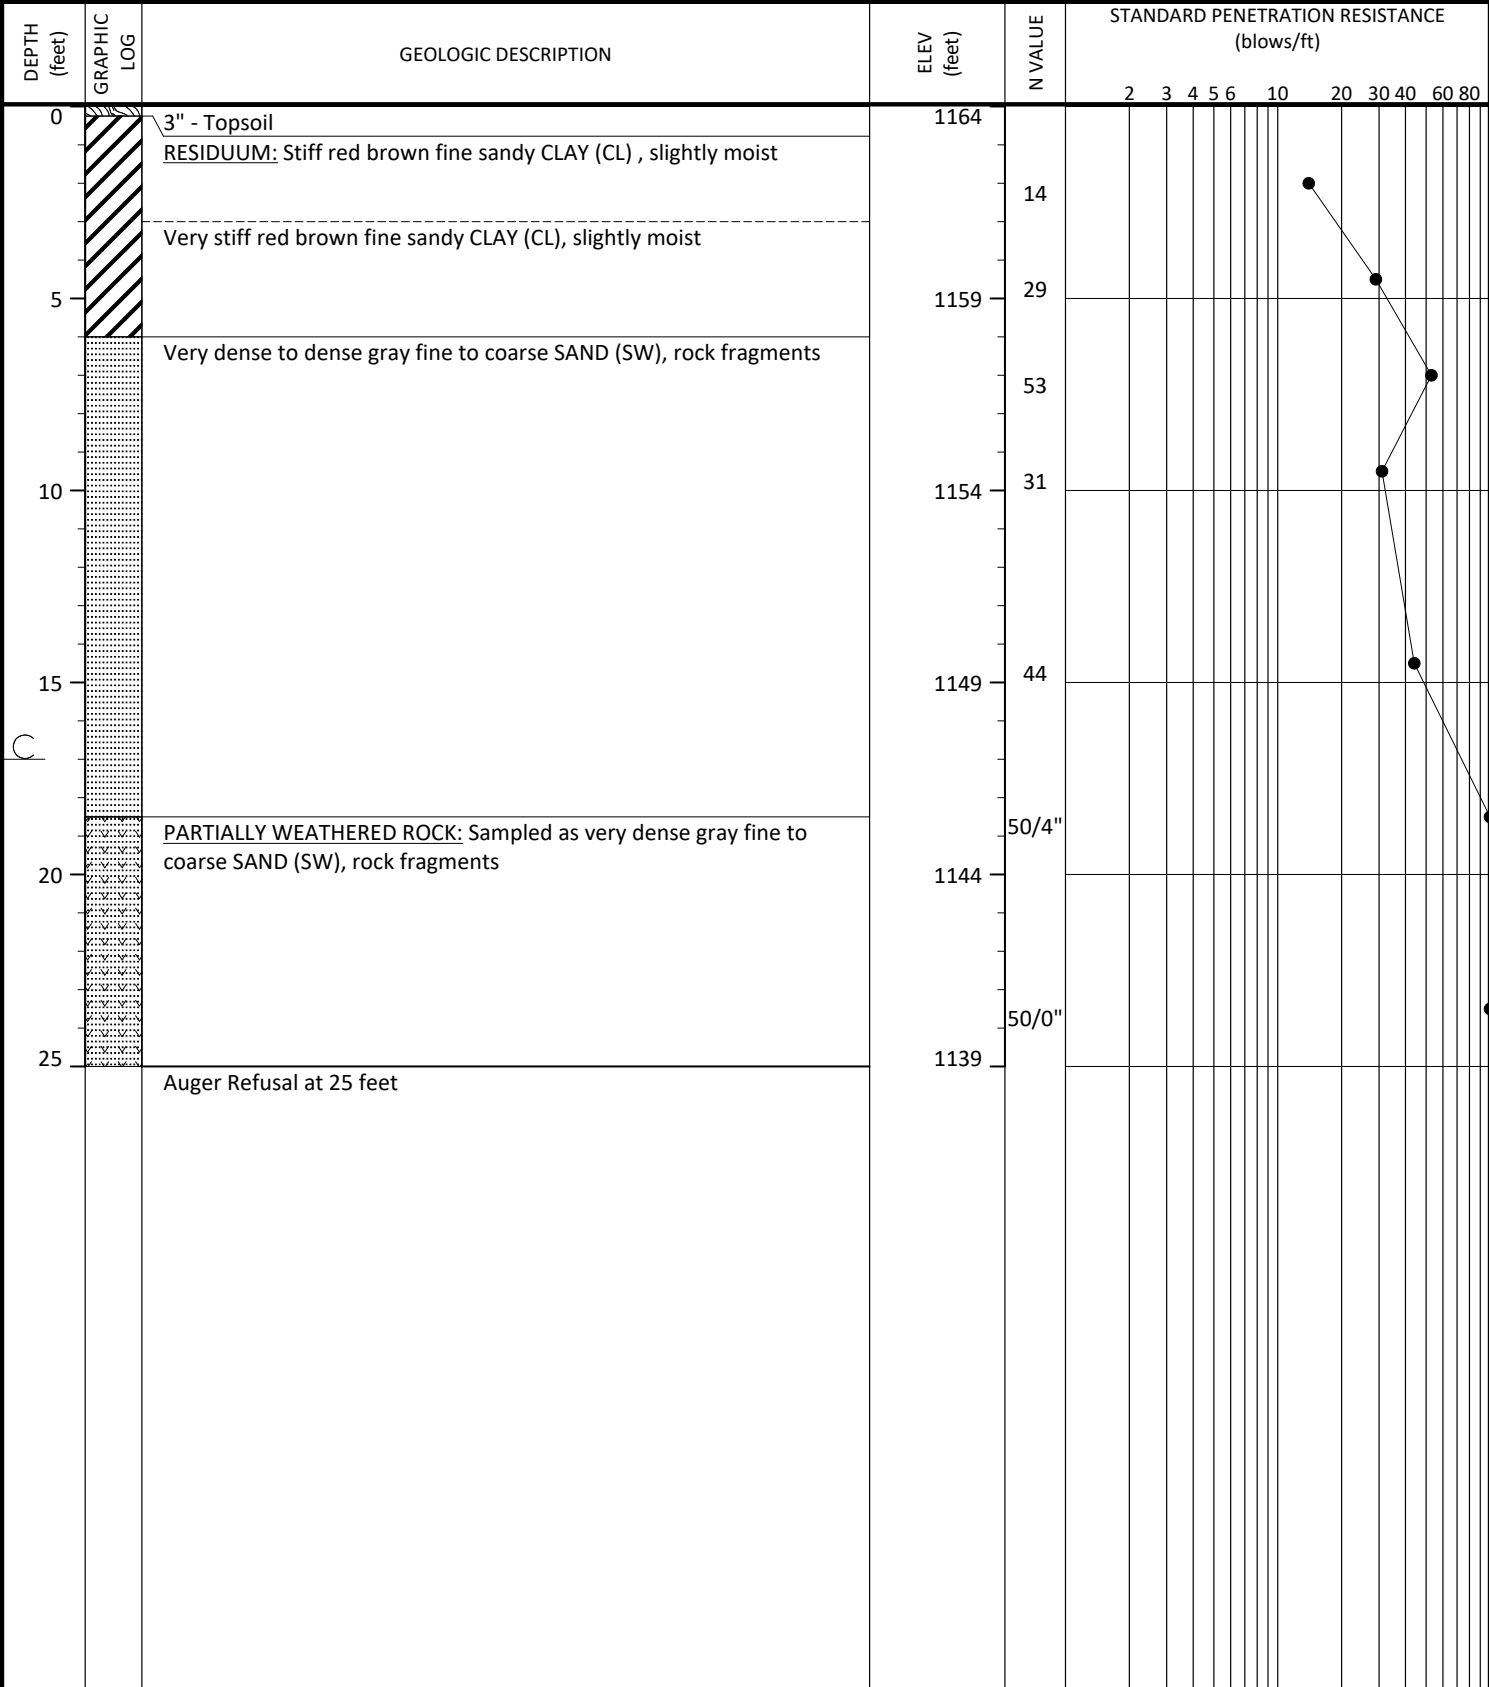 DEPTH
(feet)
GRAPHIC
LOG
GEOLOGIC DESCRIPTION
ELEV
(feet)
N VALUE
STANDARD PENETRATION RESISTANCE
(blows/ft)
2 3 4 5 6 10 20 30 40 60 80
0
3" - Topsoil
1164
RESIDUUM: Stiff red brown fine sandy CLAY (CL) , slightly moist
14
Very stiff red brown fine sandy CLAY (CL), slightly moist
5
1159
29
Very dense to dense gray fine to coarse SAND (SW), rock fragments
53
10
1154
31
15
1149
44
C
PARTIALLY WEATHERED ROCK: Sampled as very dense gray fine to
coarse SAND (SW), rock fragments
50/4"
20
1144
50/0"
25
1139
Auger Refusal at 25 feet